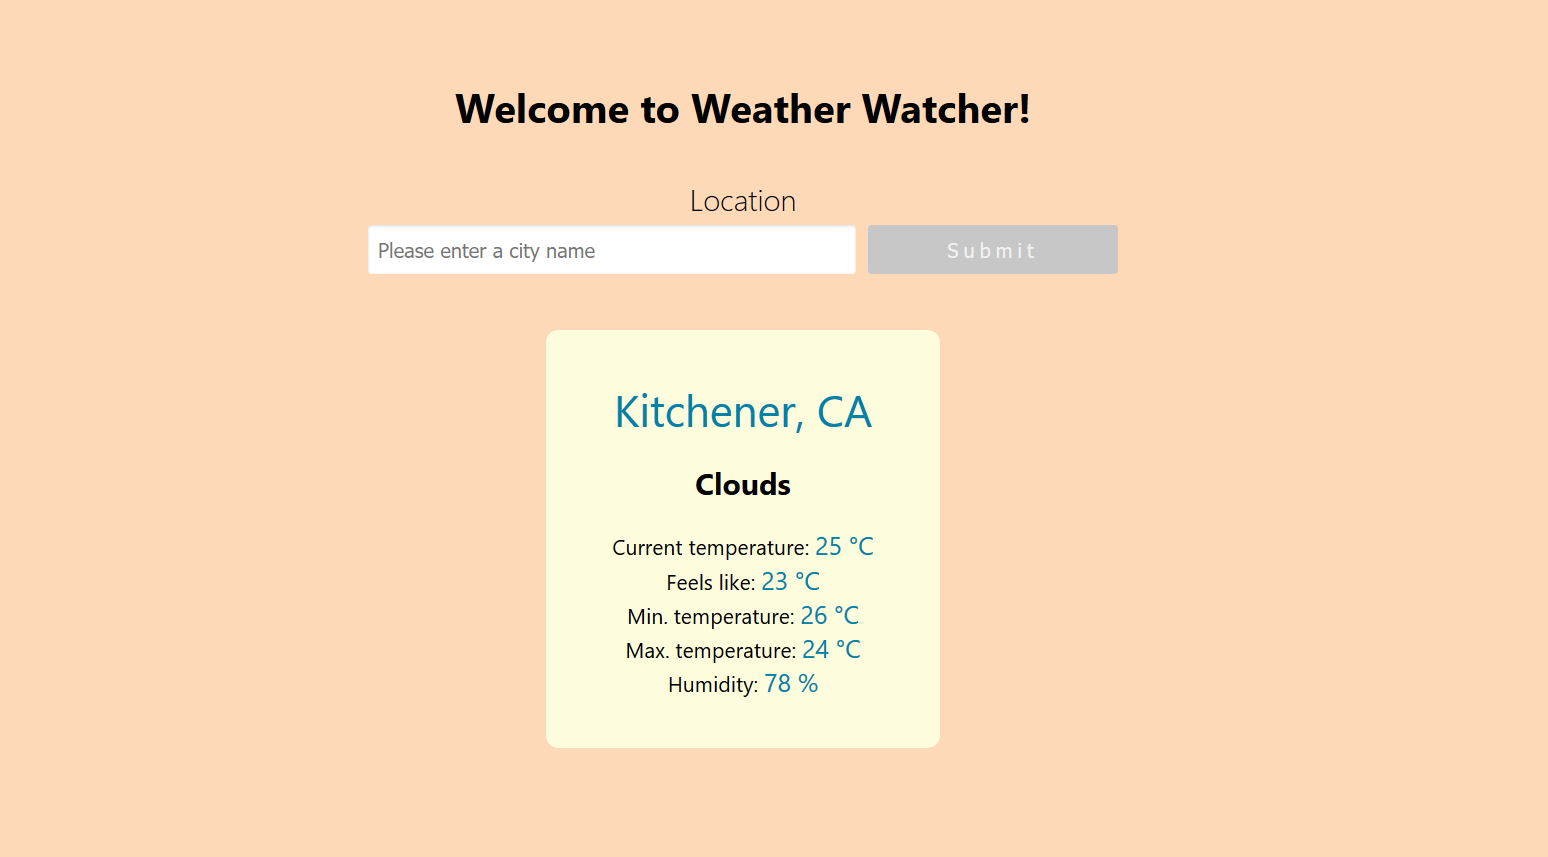 Welcome to Weather Watcher!
Location
Please enter a city name
Submit
Kitchener, CA
Clouds
Current temperature: 25 °C
Feels like: 23 °C
Min. temperature: 26 °C
Max. temperature: 24 °C
Humidity: 78 %